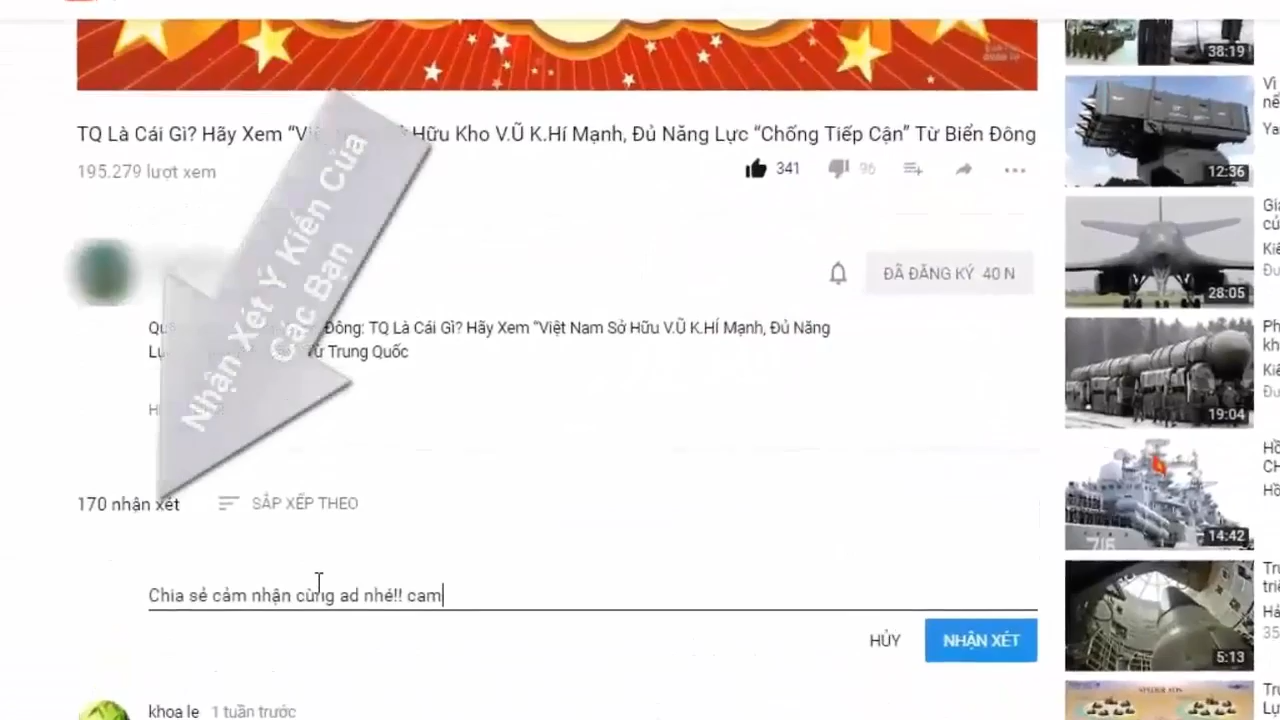 TQ Là Cái Gì? Hãy Xem “Vi Hữu Kho V.Ũ K.Hí Mạnh, Đủ Năng Lực “Chống Tiếp Cận” Từ Biển Đông
195.279 lượt xem
341
96
Nhận Xét Ý Kiến Của
Các Bạn
ĐÃ ĐĂNG KÝ 40 N
Đông: TQ Là Cái Gì? Hãy Xem “Việt Nam Sở Hữu V.Ũ K.HÍ Mạnh, Đủ Năng
Từ Trung Quốc
170 nhận xét
SẮP XẾP THEO
Chia sẻ cảm nhận cùng ad nhé!! cam
HỦY
NHẬN XÉT
khoa le 1 tuần trước
38:19
12:36
28:05
19:04
14:42
716
5:13